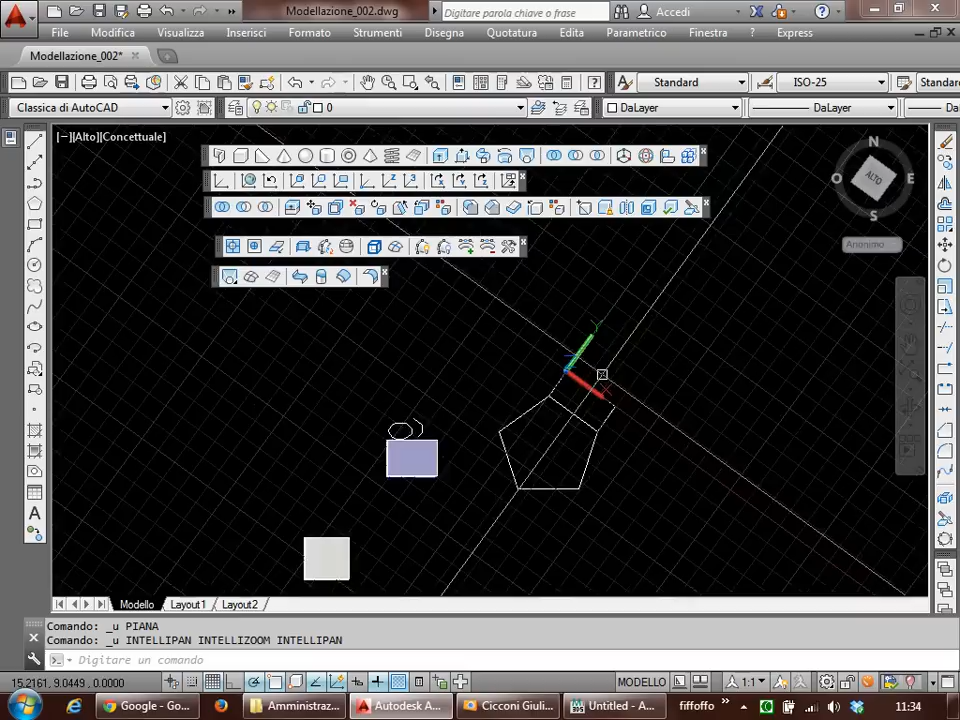 Modellazione_002.dwg
Digitare parola chiave o frase
Accedi
File
Modifica
Visualizza
Inserisci
Formato
Strumenti
Disegna
Quotatura
Edita
Parametrico
Finestra
?
Express
Modellazione_002*
Standard
ISO-25
Standard
Classica di AutoCAD
0
DaLayer
DaLayer
[−][Alto][Concettuale]
N
O
ALTO
E
S
Anonimo
Y
X
A
Modello
Layout1
Layout2
Comando: _u PIANA
Comando: _u INTELLIPAN INTELLIZOOM INTELLIPAN
Digitare un comando
15.2161, 9.0449, 0.0000
MODELLO
1:1
Google - Go...
Amministraz...
Autodesk A...
Cicconi Giuli...
Untitled - A...
fiffoffo
11:34